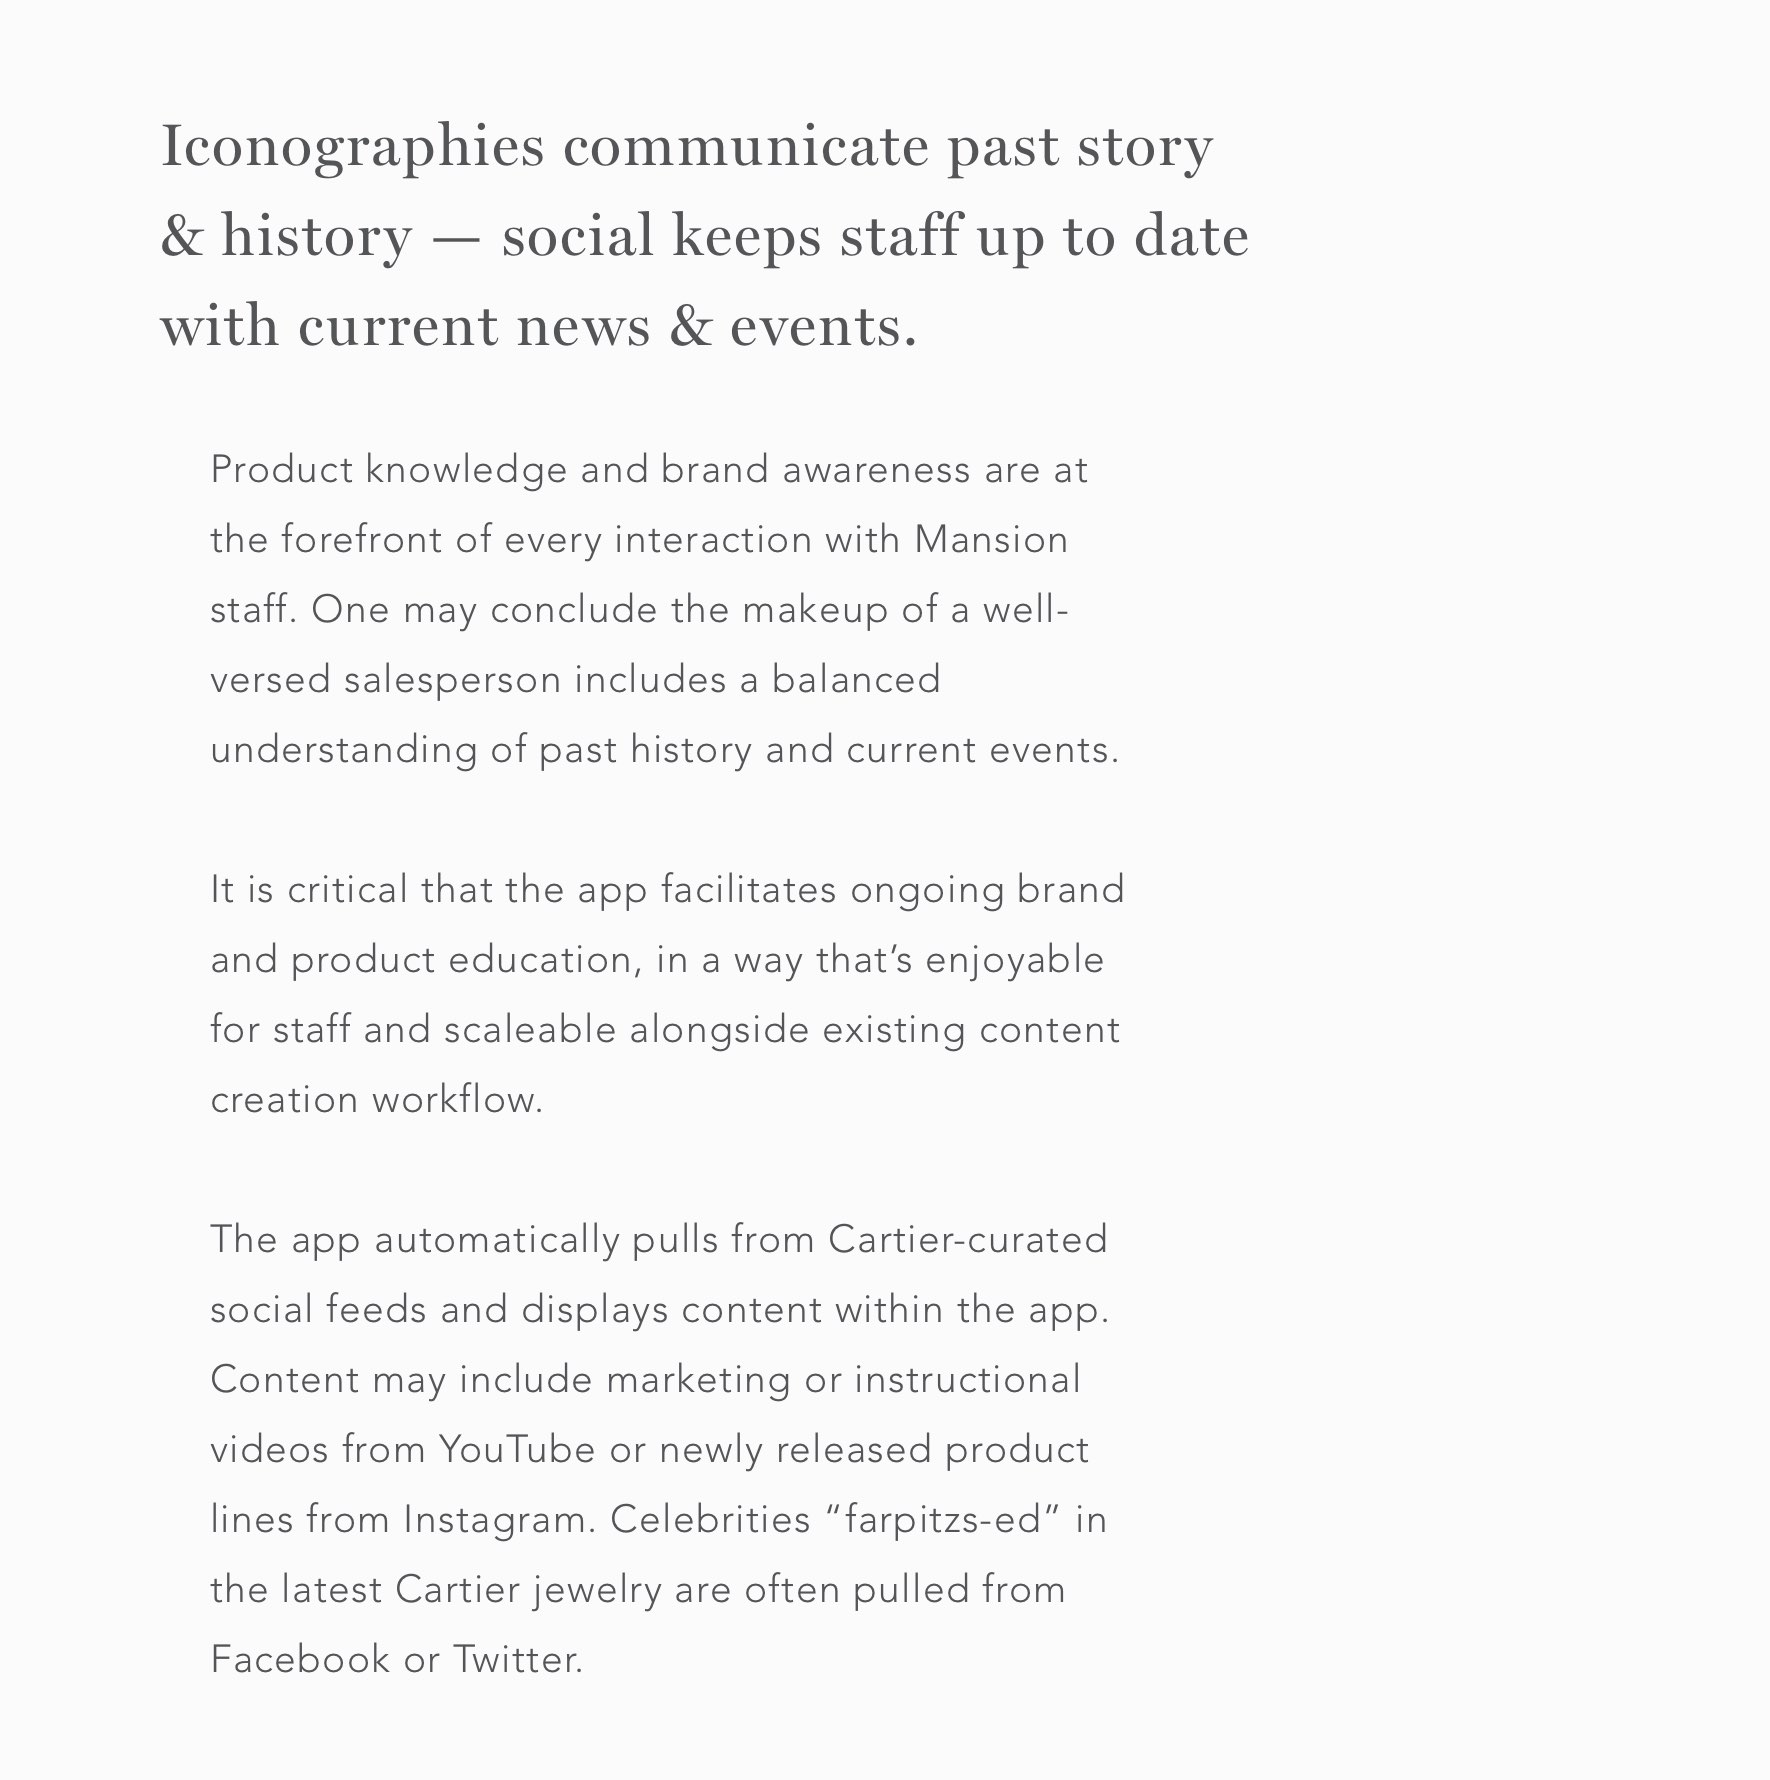 Iconographies communicate past story
& history — social keeps staff up to date
with current news & events.
Product knowledge and brand awareness are at
the forefront of every interaction with Mansion
staff. One may conclude the makeup of a well-
versed salesperson includes a balanced
understanding of past history and current events.
It is critical that the app facilitates ongoing brand
and product education, in a way that’s enjoyable
for staff and scaleable alongside existing content
creation workflow.
The app automatically pulls from Cartier-curated
social feeds and displays content within the app.
Content may include marketing or instructional
videos from YouTube or newly released product
lines from Instagram. Celebrities “farpitzs-ed” in
the latest Cartier jewelry are often pulled from
Facebook or Twitter.